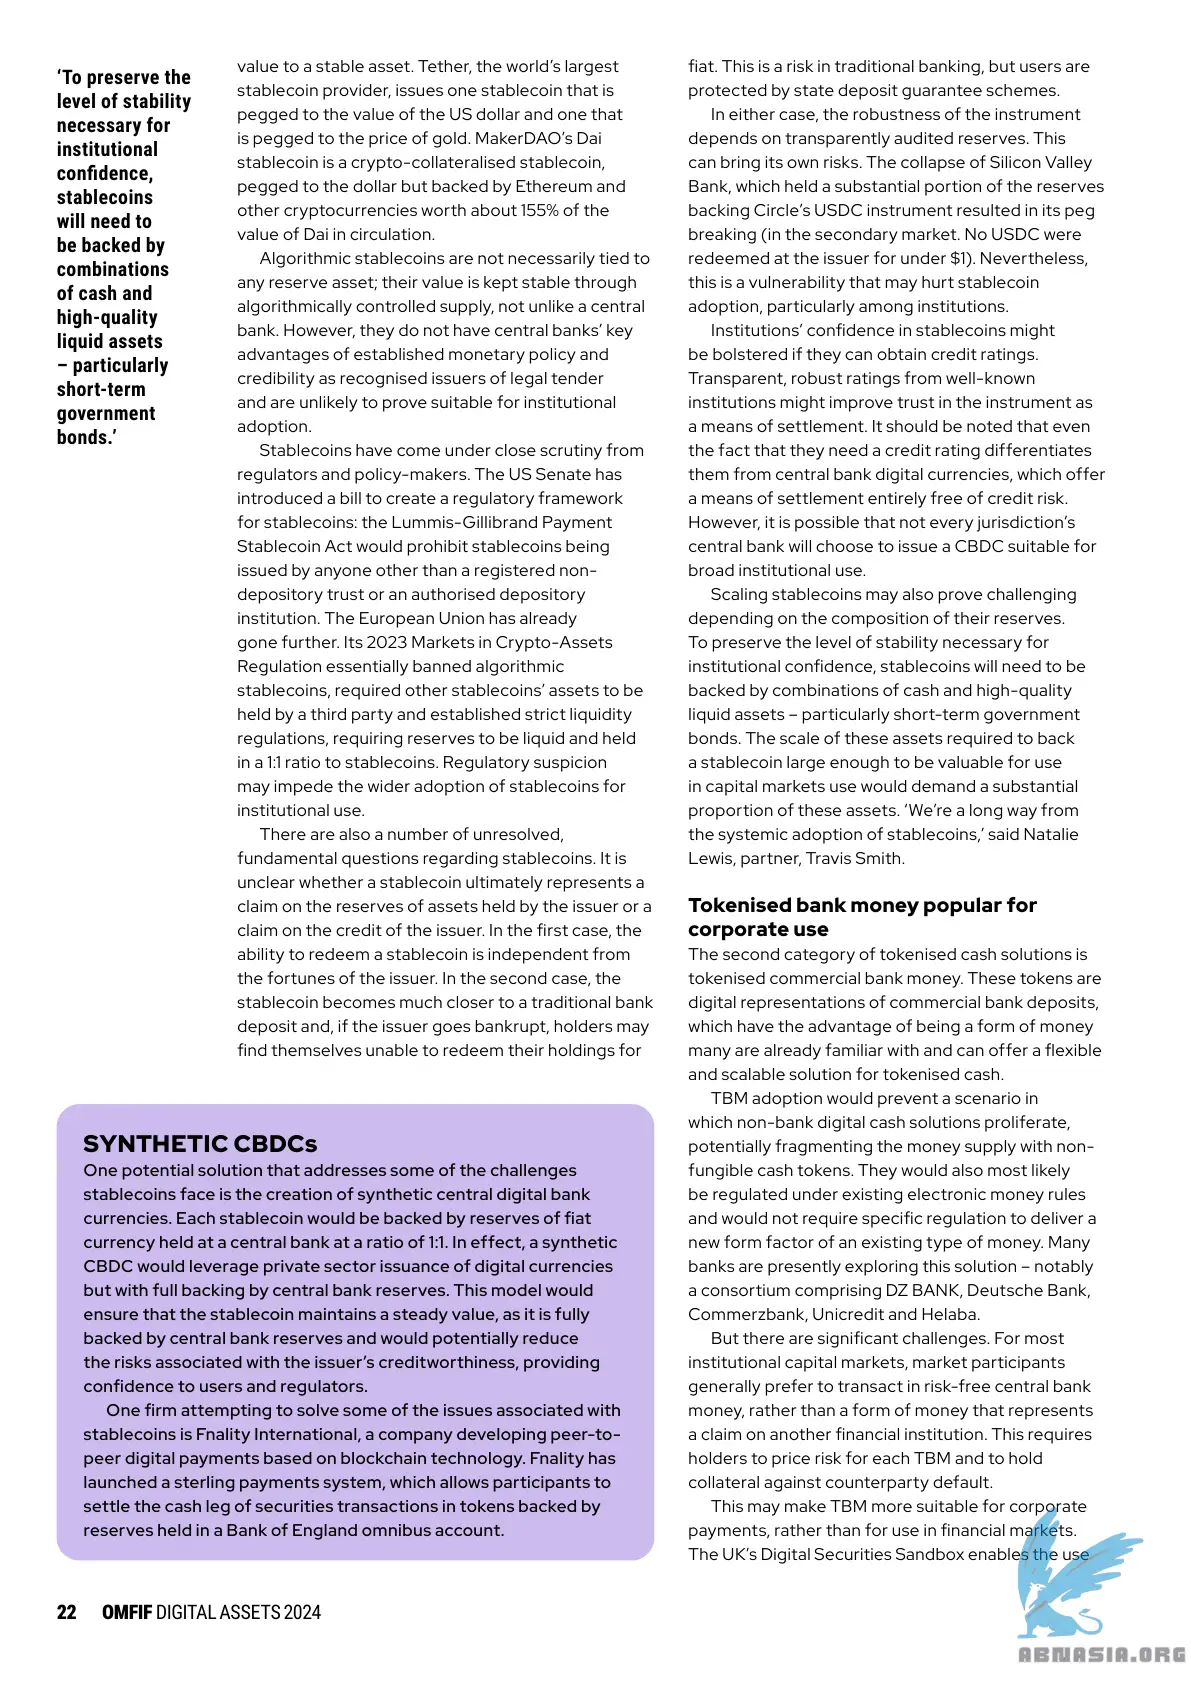 ‘To preserve the
level of stability
necessary for
institutional
confidence,
stablecoins
will need to
be backed by
combinations
of cash and
high-quality
liquid assets
– particularly
short-term
government
bonds.’
value to a stable asset. Tether, the world’s largest
stablecoin provider, issues one stablecoin that is
pegged to the value of the US dollar and one that
is pegged to the price of gold. MakerDAO’s Dai
stablecoin is a crypto-collateralised stablecoin,
pegged to the dollar but backed by Ethereum and
other cryptocurrencies worth about 155% of the
value of Dai in circulation.
Algorithmic stablecoins are not necessarily tied to
any reserve asset; their value is kept stable through
algorithmically controlled supply, not unlike a central
bank. However, they do not have central banks’ key
advantages of established monetary policy and
credibility as recognised issuers of legal tender
and are unlikely to prove suitable for institutional
adoption.
Stablecoins have come under close scrutiny from
regulators and policy-makers. The US Senate has
introduced a bill to create a regulatory framework
for stablecoins: the Lummis-Gillibrand Payment
Stablecoin Act would prohibit stablecoins being
issued by anyone other than a registered non-
depository trust or an authorised depository
institution. The European Union has already
gone further. Its 2023 Markets in Crypto-Assets
Regulation essentially banned algorithmic
stablecoins, required other stablecoins’ assets to be
held by a third party and established strict liquidity
regulations, requiring reserves to be liquid and held
in a 1:1 ratio to stablecoins. Regulatory suspicion
may impede the wider adoption of stablecoins for
institutional use.
There are also a number of unresolved,
fundamental questions regarding stablecoins. It is
unclear whether a stablecoin ultimately represents a
claim on the reserves of assets held by the issuer or a
claim on the credit of the issuer. In the first case, the
ability to redeem a stablecoin is independent from
the fortunes of the issuer. In the second case, the
stablecoin becomes much closer to a traditional bank
deposit and, if the issuer goes bankrupt, holders may
find themselves unable to redeem their holdings for
fiat. This is a risk in traditional banking, but users are
protected by state deposit guarantee schemes.
In either case, the robustness of the instrument
depends on transparently audited reserves. This
can bring its own risks. The collapse of Silicon Valley
Bank, which held a substantial portion of the reserves
backing Circle’s USDC instrument resulted in its peg
breaking (in the secondary market. No USDC were
redeemed at the issuer for under $1). Nevertheless,
this is a vulnerability that may hurt stablecoin
adoption, particularly among institutions.
Institutions’ confidence in stablecoins might
be bolstered if they can obtain credit ratings.
Transparent, robust ratings from well-known
institutions might improve trust in the instrument as
a means of settlement. It should be noted that even
the fact that they need a credit rating differentiates
them from central bank digital currencies, which offer
a means of settlement entirely free of credit risk.
However, it is possible that not every jurisdiction’s
central bank will choose to issue a CBDC suitable for
broad institutional use.
Scaling stablecoins may also prove challenging
depending on the composition of their reserves.
To preserve the level of stability necessary for
institutional confidence, stablecoins will need to be
backed by combinations of cash and high-quality
liquid assets – particularly short-term government
bonds. The scale of these assets required to back
a stablecoin large enough to be valuable for use
in capital markets use would demand a substantial
proportion of these assets. ‘We’re a long way from
the systemic adoption of stablecoins,’ said Natalie
Lewis, partner, Travis Smith.
Tokenised bank money popular for
corporate use
The second category of tokenised cash solutions is
tokenised commercial bank money. These tokens are
digital representations of commercial bank deposits,
which have the advantage of being a form of money
many are already familiar with and can offer a flexible
and scalable solution for tokenised cash.
TBM adoption would prevent a scenario in
which non-bank digital cash solutions proliferate,
potentially fragmenting the money supply with non-
fungible cash tokens. They would also most likely
be regulated under existing electronic money rules
and would not require specific regulation to deliver a
new form factor of an existing type of money. Many
banks are presently exploring this solution – notably
a consortium comprising DZ BANK, Deutsche Bank,
Commerzbank, Unicredit and Helaba.
But there are significant challenges. For most
institutional capital markets, market participants
generally prefer to transact in risk-free central bank
money, rather than a form of money that represents
a claim on another financial institution. This requires
holders to price risk for each TBM and to hold
collateral against counterparty default.
This may make TBM more suitable for corporate
payments, rather than for use in financial markets.
The UK’s Digital Securities Sandbox enables the use
SYNTHETIC CBDCs
One potential solution that addresses some of the challenges
stablecoins face is the creation of synthetic central digital bank
currencies. Each stablecoin would be backed by reserves of fiat
currency held at a central bank at a ratio of 1:1. In effect, a synthetic
CBDC would leverage private sector issuance of digital currencies
but with full backing by central bank reserves. This model would
ensure that the stablecoin maintains a steady value, as it is fully
backed by central bank reserves and would potentially reduce
the risks associated with the issuer’s creditworthiness, providing
confidence to users and regulators.
One firm attempting to solve some of the issues associated with
stablecoins is Fnality International, a company developing peer-to-
peer digital payments based on blockchain technology. Fnality has
launched a sterling payments system, which allows participants to
settle the cash leg of securities transactions in tokens backed by
reserves held in a Bank of England omnibus account.
22 OMFIF DIGITAL ASSETS 2024
ABNASIA.ORG